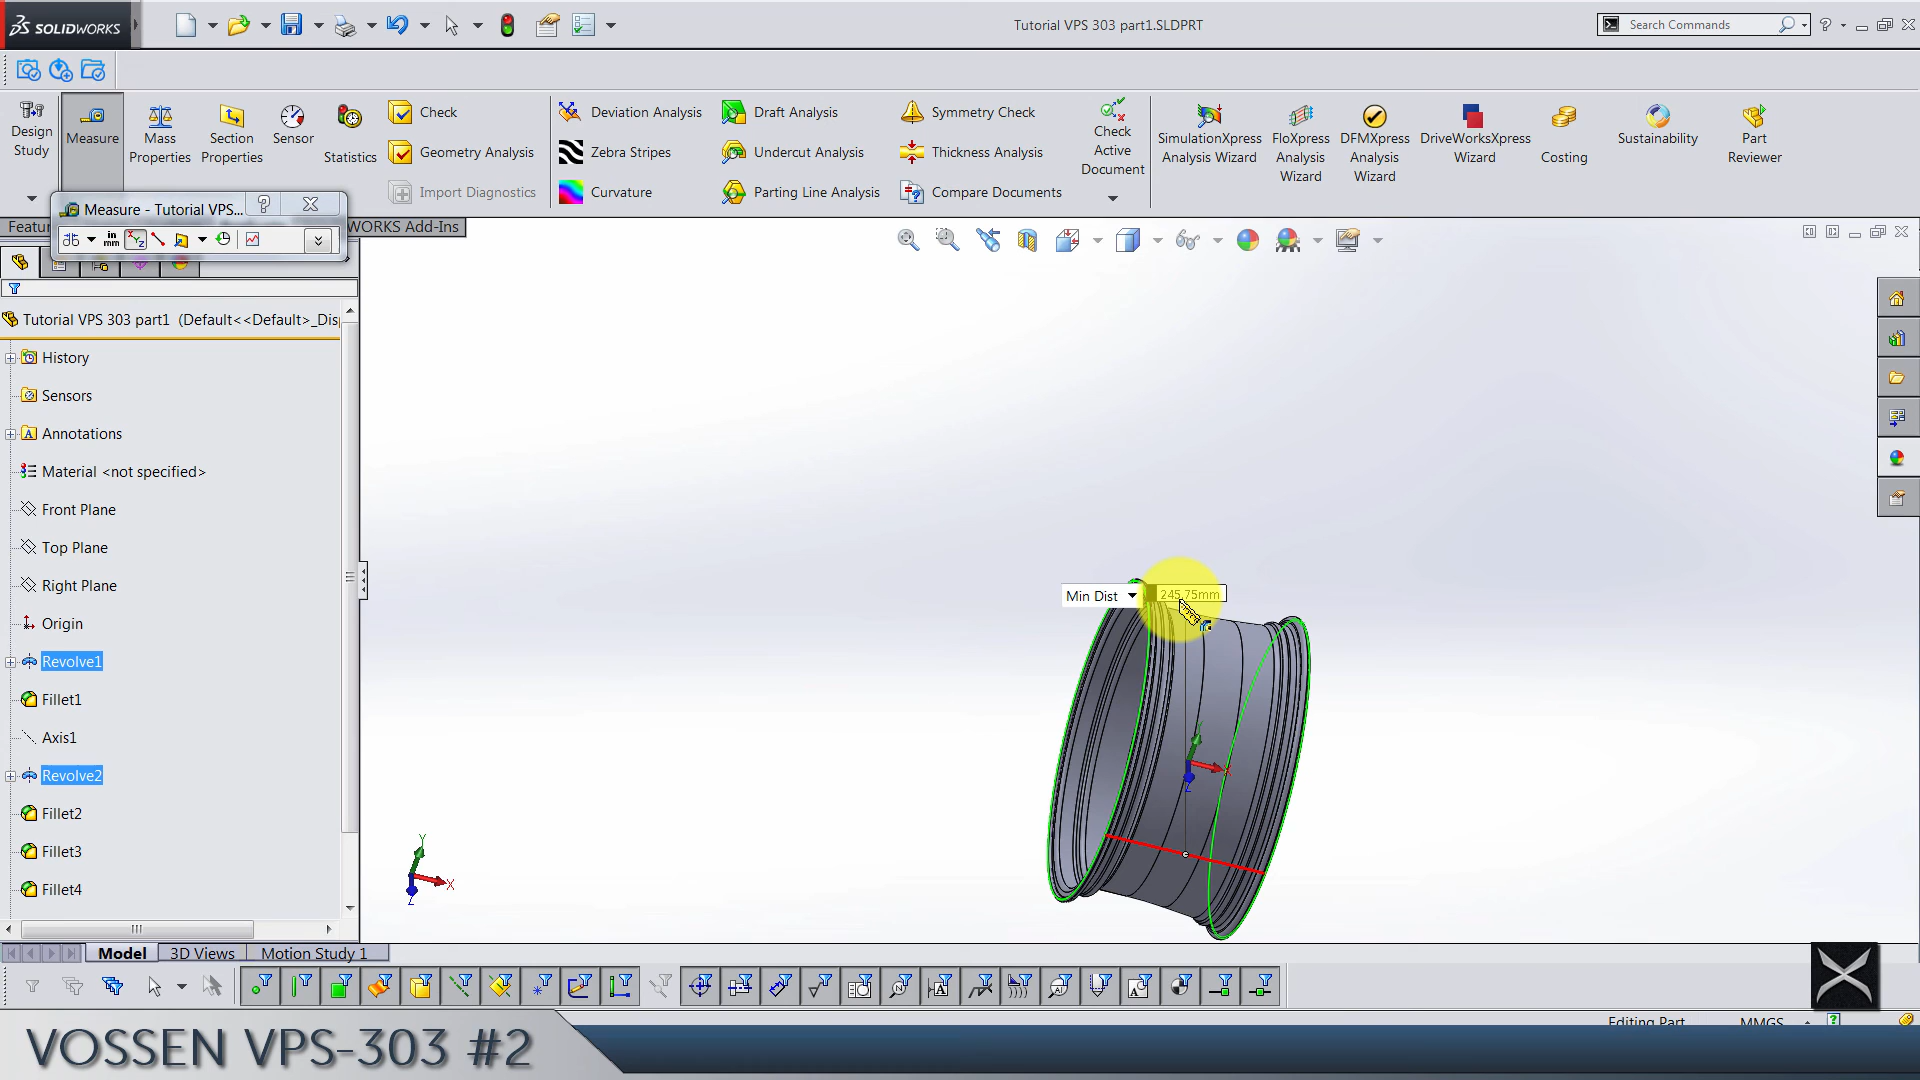 SOLIDWORKS
Tutorial VPS 303 part1.SLDPRT
Search Commands
Design Study
Measure
Mass Properties
Section Properties
Sensor
Statistics
Check
Geometry Analysis
Import Diagnostics
Deviation Analysis
Zebra Stripes
Curvature
Draft Analysis
Undercut Analysis
Parting Line Analysis
Symmetry Check
Thickness Analysis
Compare Documents
Check Active Document
SimulationXpress Analysis Wizard
FloXpress Analysis Wizard
DFMXpress Analysis Wizard
DriveWorksXpress Wizard
Costing
Sustainability
Part Reviewer
Measure - Tutorial VPS...
in mm
Featu
WORKS Add-Ins
Tutorial VPS 303 part1 (Default<<Default>_Dis
History
Sensors
Annotations
Material <not specified>
Front Plane
Top Plane
Right Plane
Origin
Revolve1
Fillet1
Axis1
Revolve2
Fillet2
Fillet3
Fillet4
Min Dist
245.75mm
Y
X
Z
Model
3D Views
Motion Study 1
Editing Part
MMGS
VOSSEN VPS-303 #2